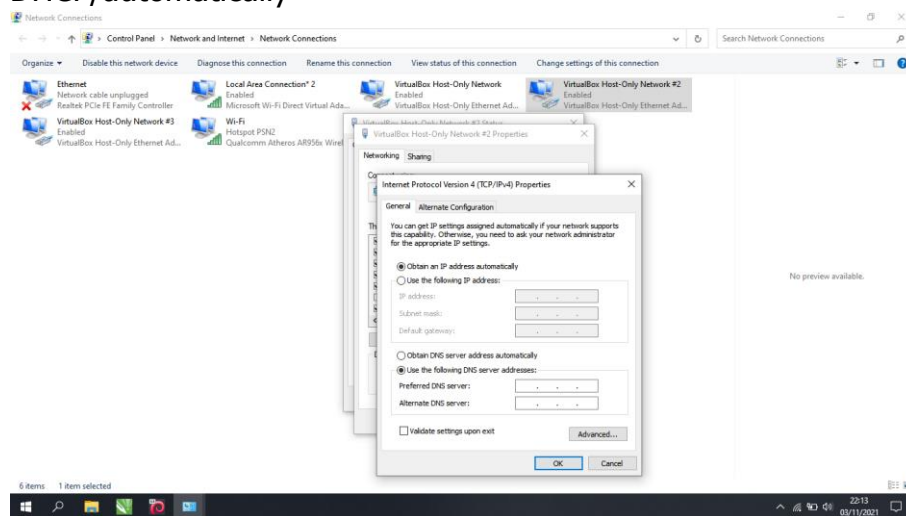 DHCP/automatically
Network Connections
Control Panel > Network and Internet > Network Connections
Search Network Connections
Organize
Disable this network device
Diagnose this connection
Rename this connection
View status of this connection
Change settings of this connection
Ethernet
Network cable unplugged
Realtek PCIe FE Family Controller
Local Area Connection* 2
Enabled
Microsoft Wi-Fi Direct Virtual Ada...
VirtualBox Host-Only Network
Enabled
VirtualBox Host-Only Ethernet Ad...
VirtualBox Host-Only Network #2
Enabled
VirtualBox Host-Only Ethernet Ad...
VirtualBox Host-Only Network #3
Enabled
VirtualBox Host-Only Ethernet Ad...
Wi-Fi
Hotspot PSN2
Qualcomm Atheros AR956x Wirel
VirtualBox Host-Only Network #2 Status
VirtualBox Host-Only Network #2 Properties
Networking
Sharing
Internet Protocol Version 4 (TCP/IPv4) Properties
General
Alternate Configuration
You can get IP settings assigned automatically if your network supports
this capability. Otherwise, you need to ask your network administrator
for the appropriate IP settings.
Obtain an IP address automatically
Use the following IP address:
IP address:
Subnet mask:
Default gateway:
Obtain DNS server address automatically
Use the following DNS server addresses:
Preferred DNS server:
Alternate DNS server:
Validate settings upon exit
Advanced...
OK
Cancel
No preview available.
6 items
1 item selected
22:13
03/11/2021